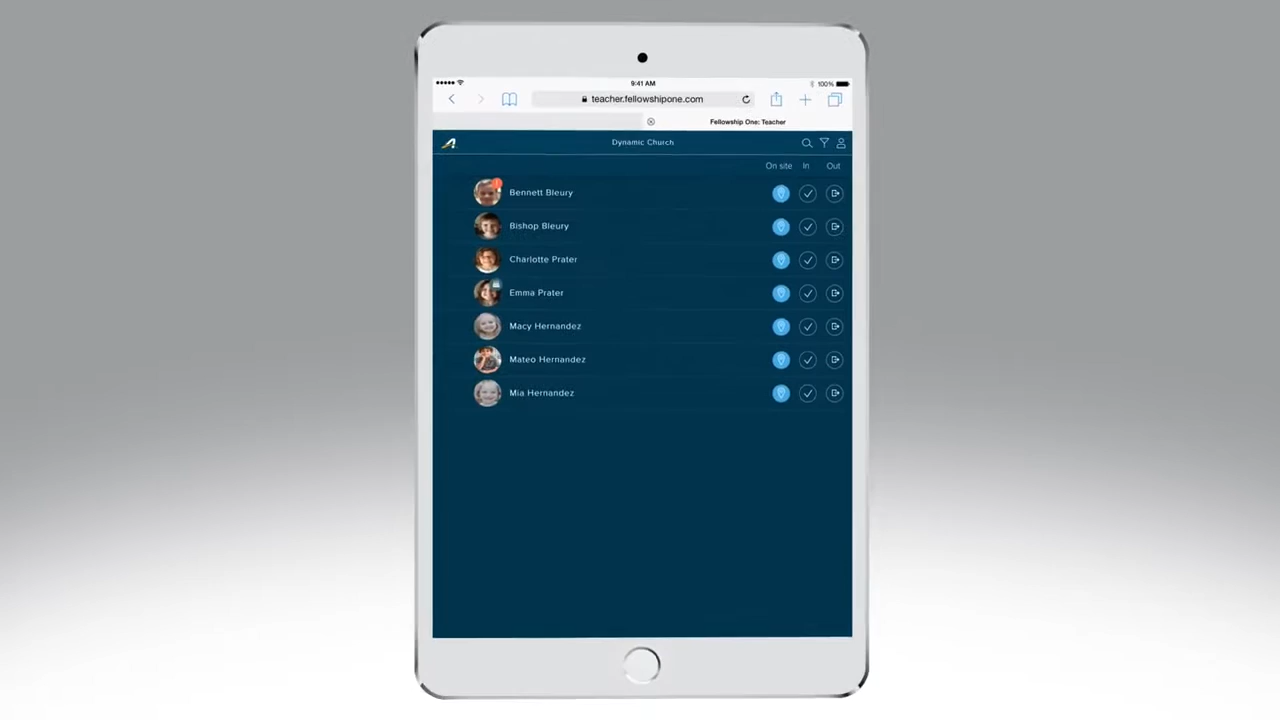 9:41 AM
100%
teacher.fellowshipone.com
Fellowship One: Teacher
Dynamic Church
On site In Out
Bennett Bleury
Bishop Bleury
Charlotte Prater
Emma Prater
Macy Hernandez
Mateo Hernandez
Mia Hernandez